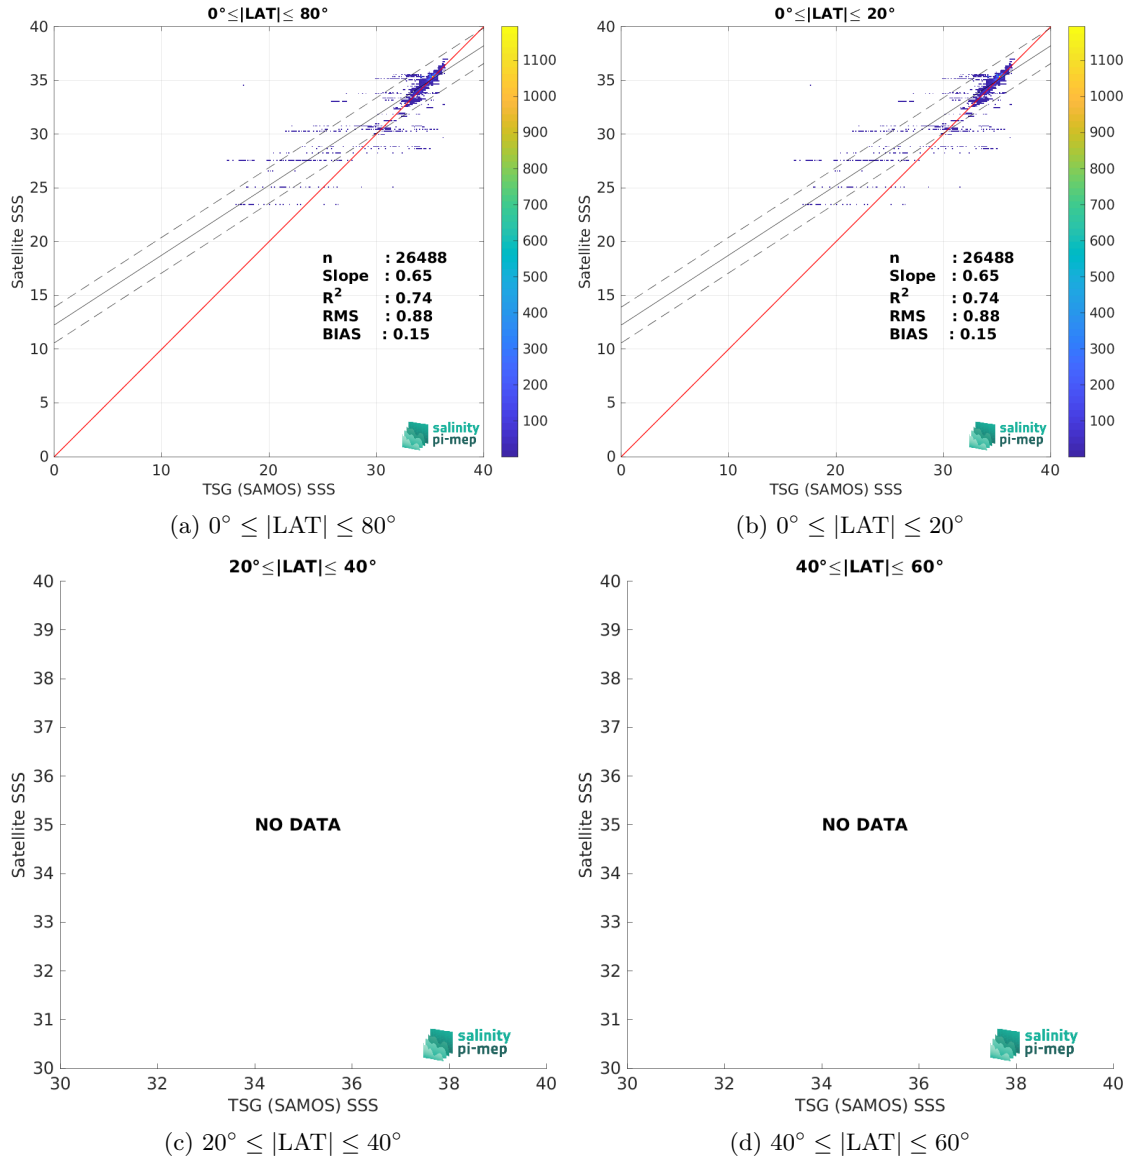 0°≤|LAT|≤ 80°
40
35
30
25
20
15
10
5
0
Satellite SSS
n : 26488
Slope : 0.65
R² : 0.74
RMS : 0.88
BIAS : 0.15
salinity
pi-mep
0 10 20 30 40
TSG (SAMOS) SSS
1100
1000
900
800
700
600
500
400
300
200
100
(a) 0° ≤ |LAT| ≤ 80°
0°≤|LAT|≤ 20°
40
35
30
25
20
15
10
5
0
Satellite SSS
n : 26488
Slope : 0.65
R² : 0.74
RMS : 0.88
BIAS : 0.15
salinity
pi-mep
0 10 20 30 40
TSG (SAMOS) SSS
1100
1000
900
800
700
600
500
400
300
200
100
(b) 0° ≤ |LAT| ≤ 20°
20°≤|LAT|≤ 40°
40
39
38
37
36
35
34
33
32
31
30
Satellite SSS
NO DATA
salinity
pi-mep
30 32 34 36 38 40
TSG (SAMOS) SSS
(c) 20° ≤ |LAT| ≤ 40°
40°≤|LAT|≤ 60°
40
39
38
37
36
35
34
33
32
31
30
Satellite SSS
NO DATA
salinity
pi-mep
30 32 34 36 38 40
TSG (SAMOS) SSS
(d) 40° ≤ |LAT| ≤ 60°